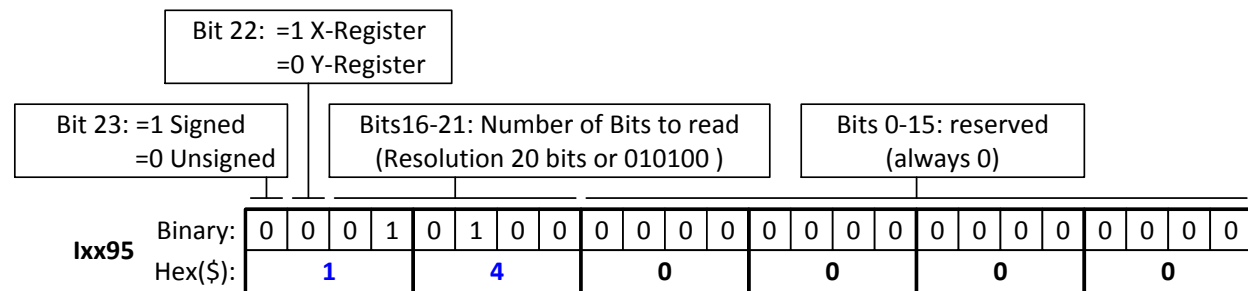 Bit 22: =1 X-Register
=0 Y-Register
Bit 23: =1 Signed
=0 Unsigned
Bits16-21: Number of Bits to read
(Resolution 20 bits or 010100 )
Bits 0-15: reserved
(always 0)
Ixx95
Binary: 0 0 0 1 0 1 0 0 0 0 0 0 0 0 0 0 0 0 0 0 0 0 0 0
Hex($): 1 4 0 0 0 0